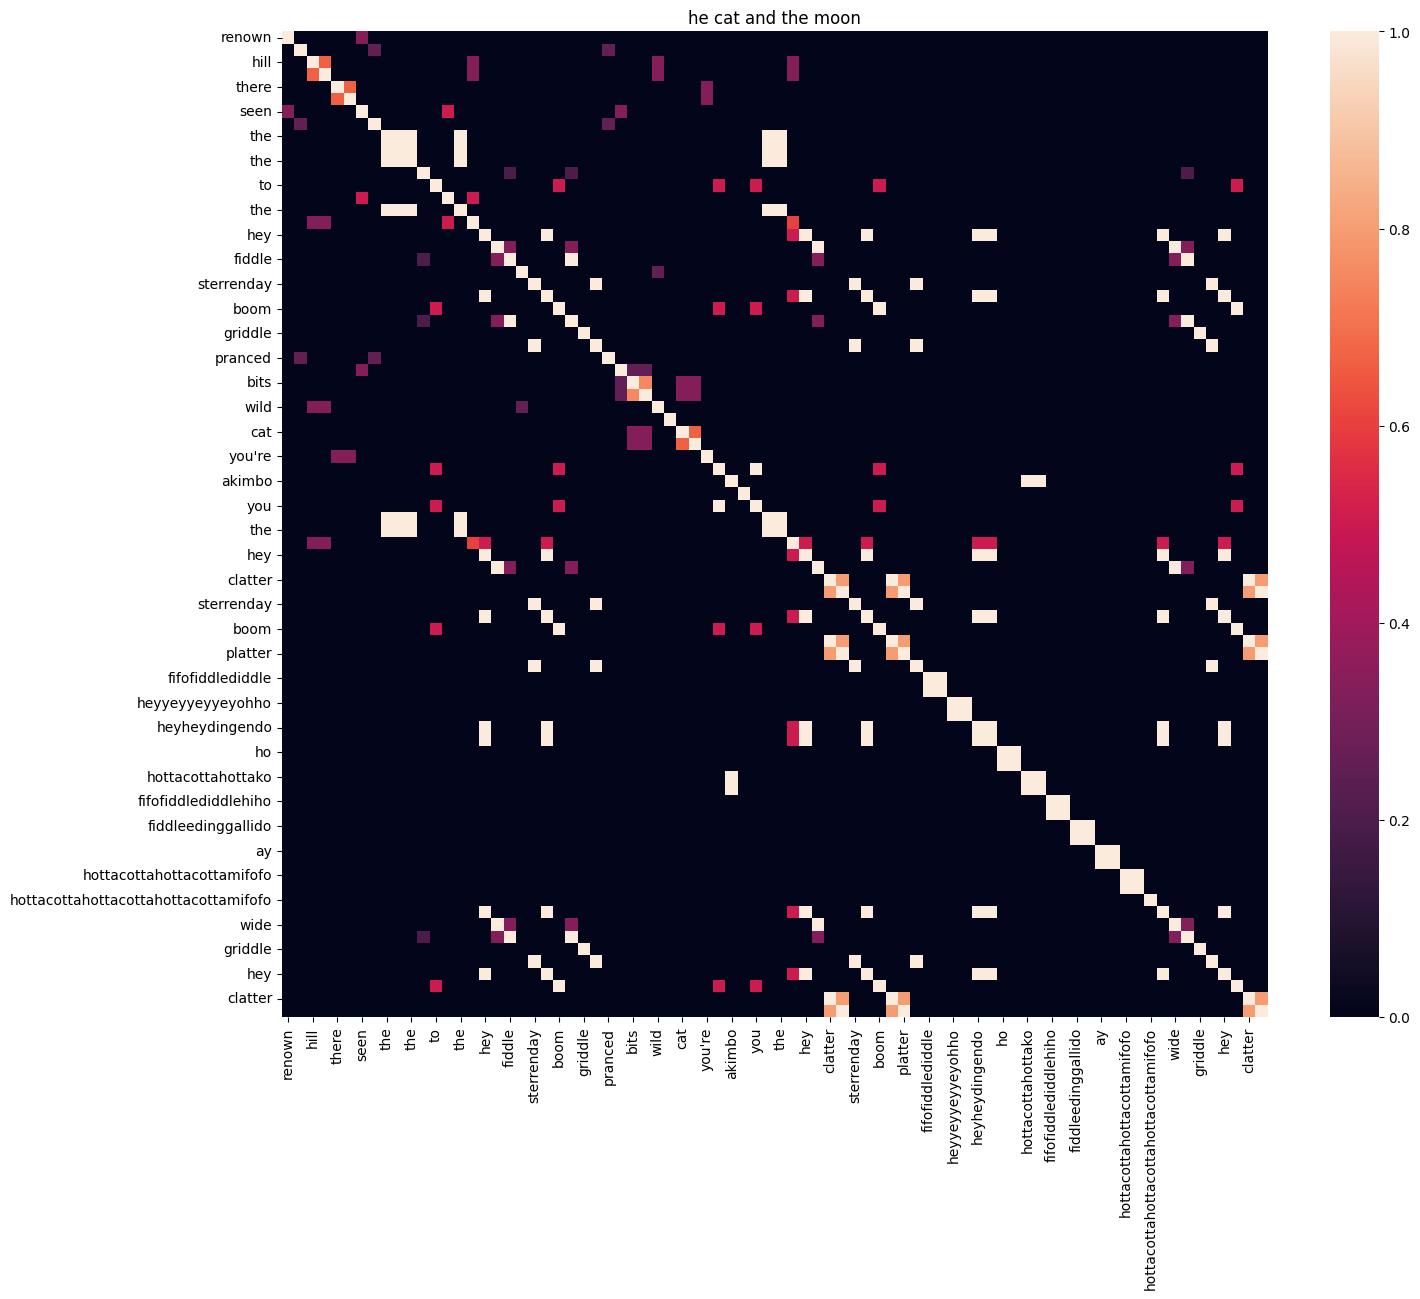 he cat and the moon
renown
hill
there
seen
the
the
to
the
hey
fiddle
sterrenday
boom
griddle
pranced
bits
wild
cat
you're
akimbo
you
the
hey
clatter
sterrenday
boom
platter
fifofiddlediddle
heyyeyyeyyeyohho
heyheydingendo
ho
hottacottahottako
fifofiddlediddlehiho
fiddleedinggallido
ay
hottacottahottacottamifofo
hottacottahottacottahottacottamifofo
wide
griddle
hey
clatter
1.0
0.8
0.6
0.4
0.2
0.0
renown
hill
there
seen
the
the
to
the
hey
fiddle
sterrenday
boom
griddle
pranced
bits
wild
cat
you're
akimbo
you
the
hey
clatter
sterrenday
boom
platter
fifofiddlediddle
heyyeyyeyyeyohho
heyheydingendo
ho
hottacottahottako
fifofiddlediddlehiho
fiddleedinggallido
ay
hottacottahottacottamifofo
hottacottahottacottahottacottamifofo
wide
griddle
hey
clatter